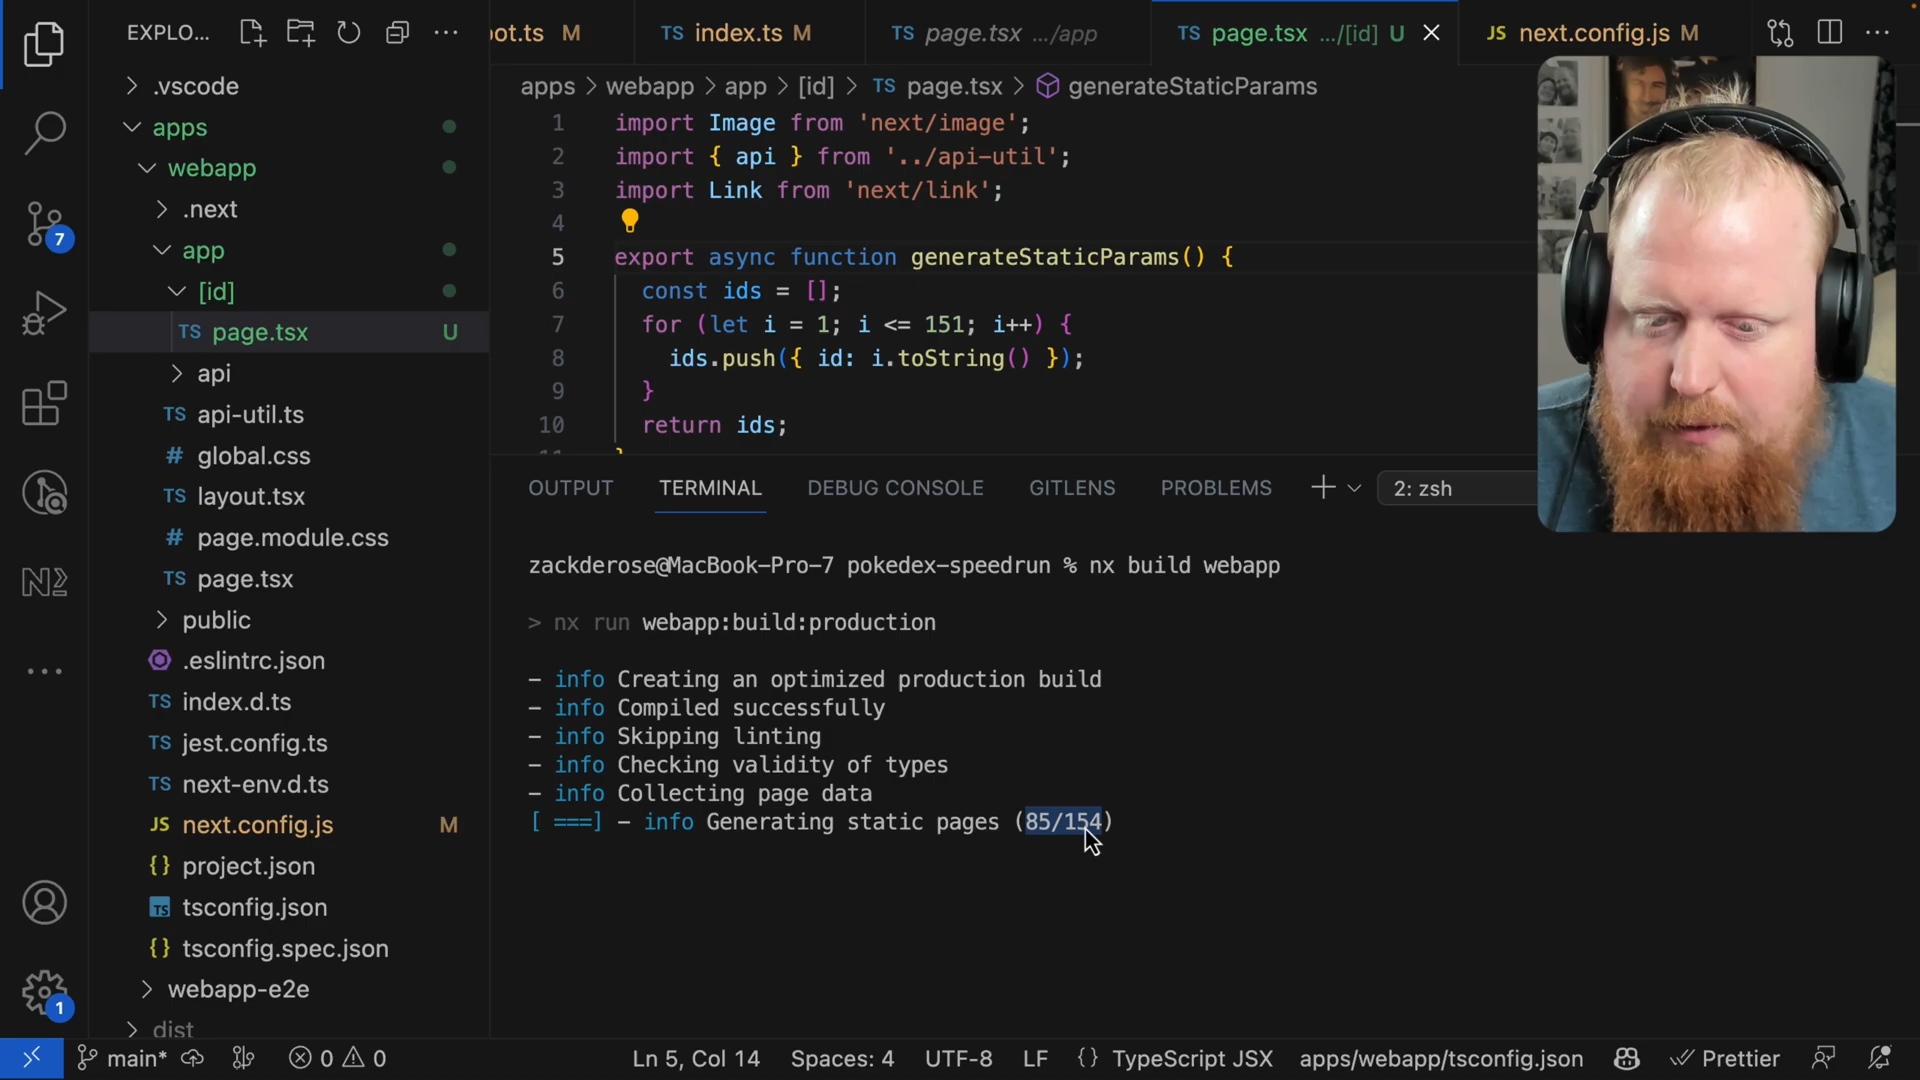 EXPLO...
.vscode
apps
webapp
.next
app
[id]
TS page.tsx U
api
TS api-util.ts
# global.css
TS layout.tsx
# page.module.css
TS page.tsx
public
.eslintrc.json
TS index.d.ts
TS jest.config.ts
TS next-env.d.ts
JS next.config.js M
{} project.json
TS tsconfig.json
{} tsconfig.spec.json
webapp-e2e
dist
7
1
oot.ts M
TS index.ts M
TS page.tsx .../app
TS page.tsx .../[id] U
JS next.config.js M
apps > webapp > app > [id] > TS page.tsx > generateStaticParams
1 import Image from 'next/image';
2 import { api } from '../api-util';
3 import Link from 'next/link';
4
5 export async function generateStaticParams() {
6 const ids = [];
7 for (let i = 1; i <= 151; i++) {
8 ids.push({ id: i.toString() });
9 }
10 return ids;
OUTPUT TERMINAL DEBUG CONSOLE GITLENS PROBLEMS 2: zsh
zackderose@MacBook-Pro-7 pokedex-speedrun % nx build webapp
> nx run webapp:build:production
- info Creating an optimized production build
- info Compiled successfully
- info Skipping linting
- info Checking validity of types
- info Collecting page data
[ ===] - info Generating static pages (85/154)
main* 0 0 Ln 5, Col 14 Spaces: 4 UTF-8 LF {} TypeScript JSX apps/webapp/tsconfig.json Prettier